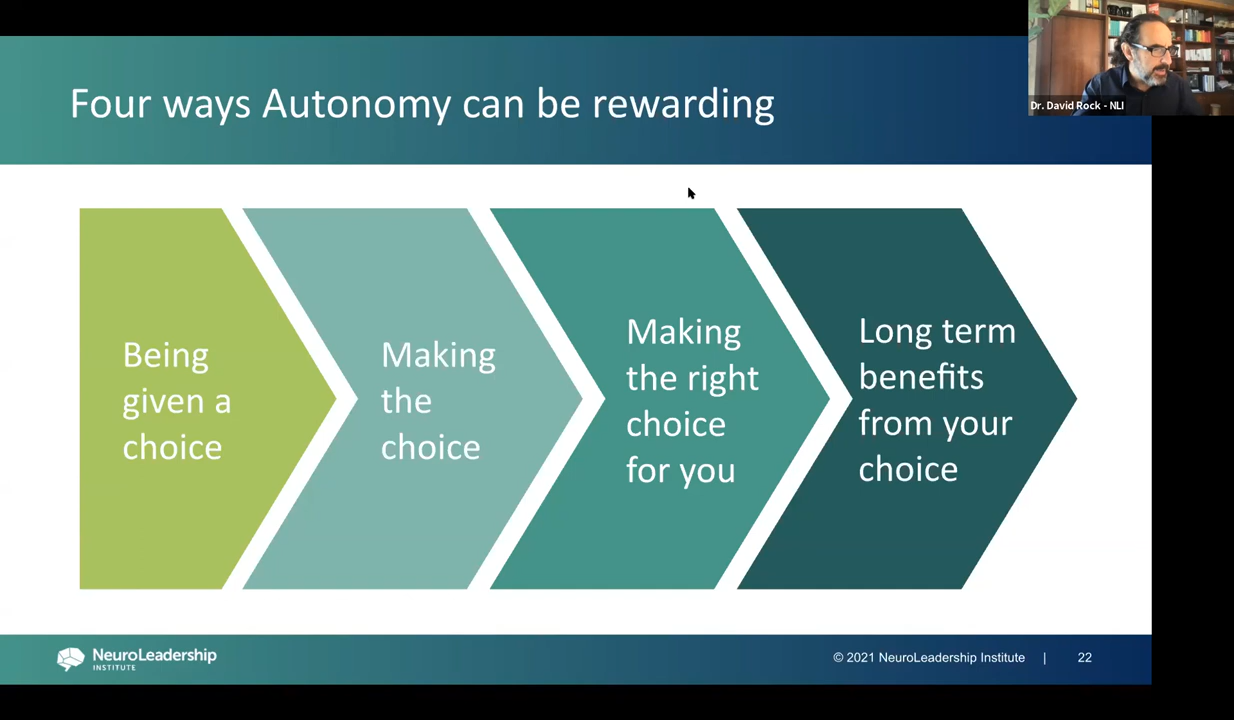 Four ways Autonomy can be rewarding
Dr. David Rock - NLI
Being
given a
choice
Making
the
choice
Making
the right
choice
for you
Long term
benefits
from your
choice
NeuroLeadership
INSTITUTE
© 2021 NeuroLeadership Institute | 22